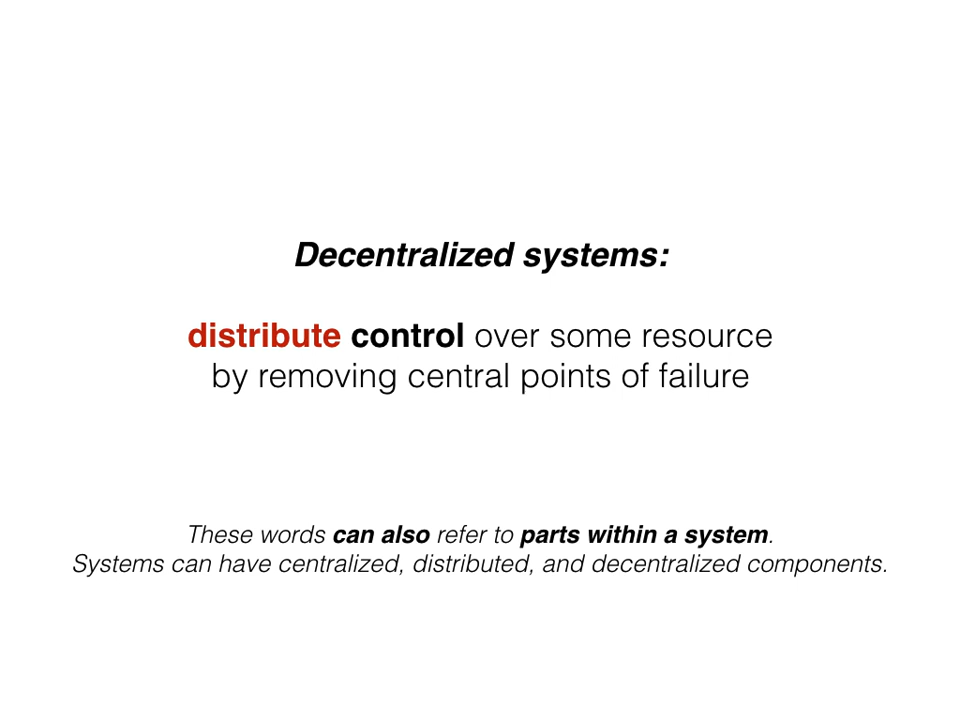 Decentralized systems:
distribute control over some resource
by removing central points of failure
These words can also refer to parts within a system.
Systems can have centralized, distributed, and decentralized components.